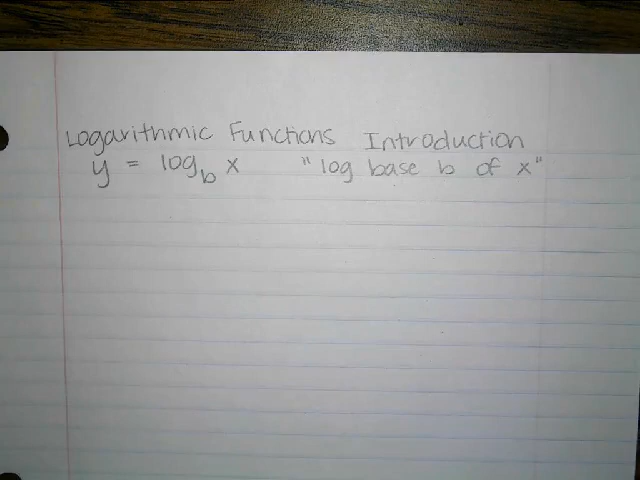 Logarithmic Functions Introduction
y = log_b x "log base b of x"